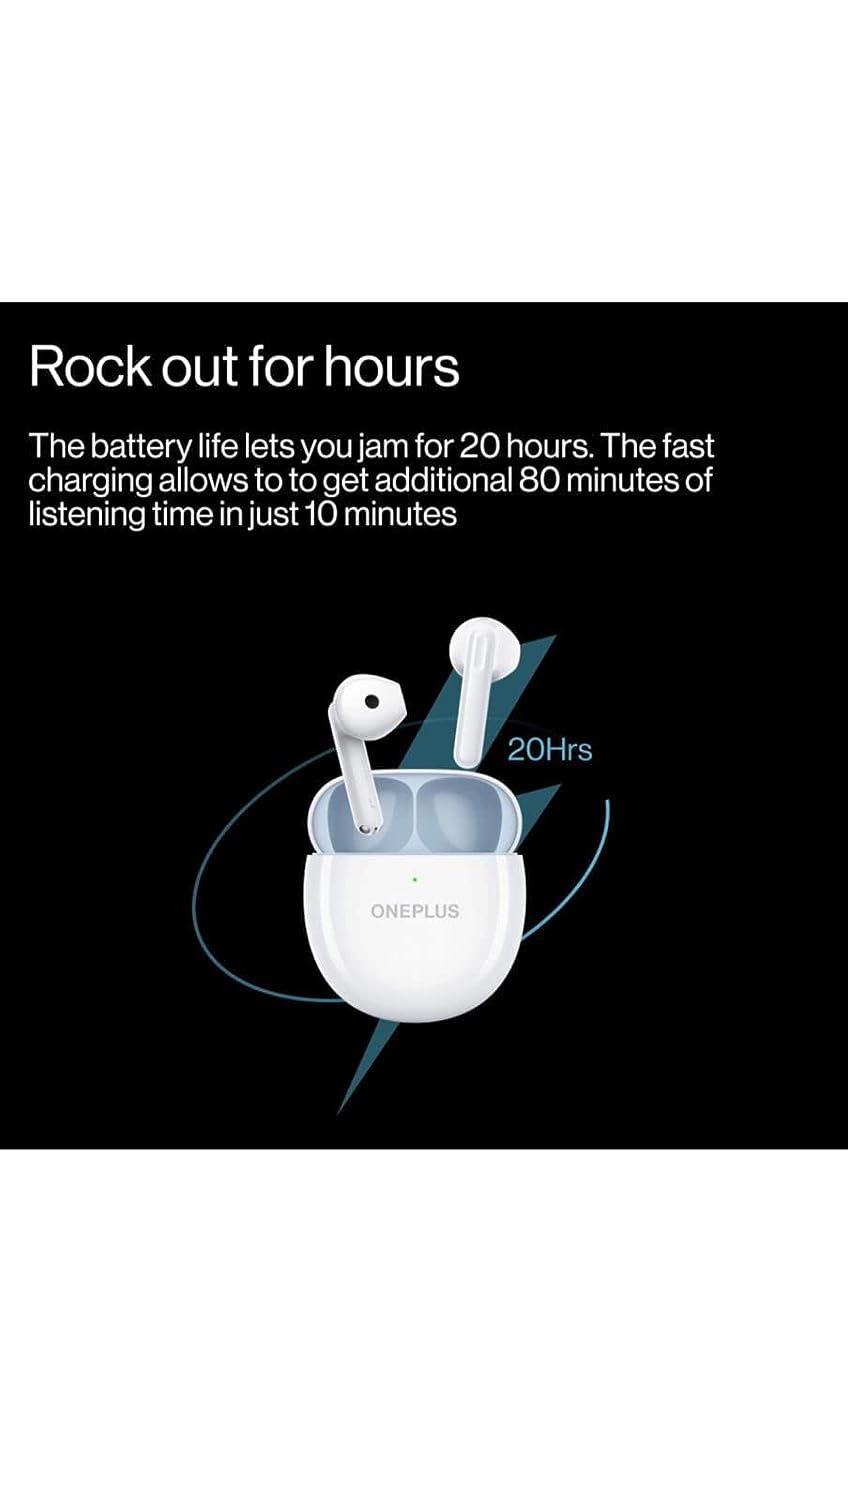 Rock out for hours
The battery life lets you jam for 20 hours. The fast
charging allows to to get additional 80 minutes of
listening time in just 10 minutes
20Hrs
ONEPLUS